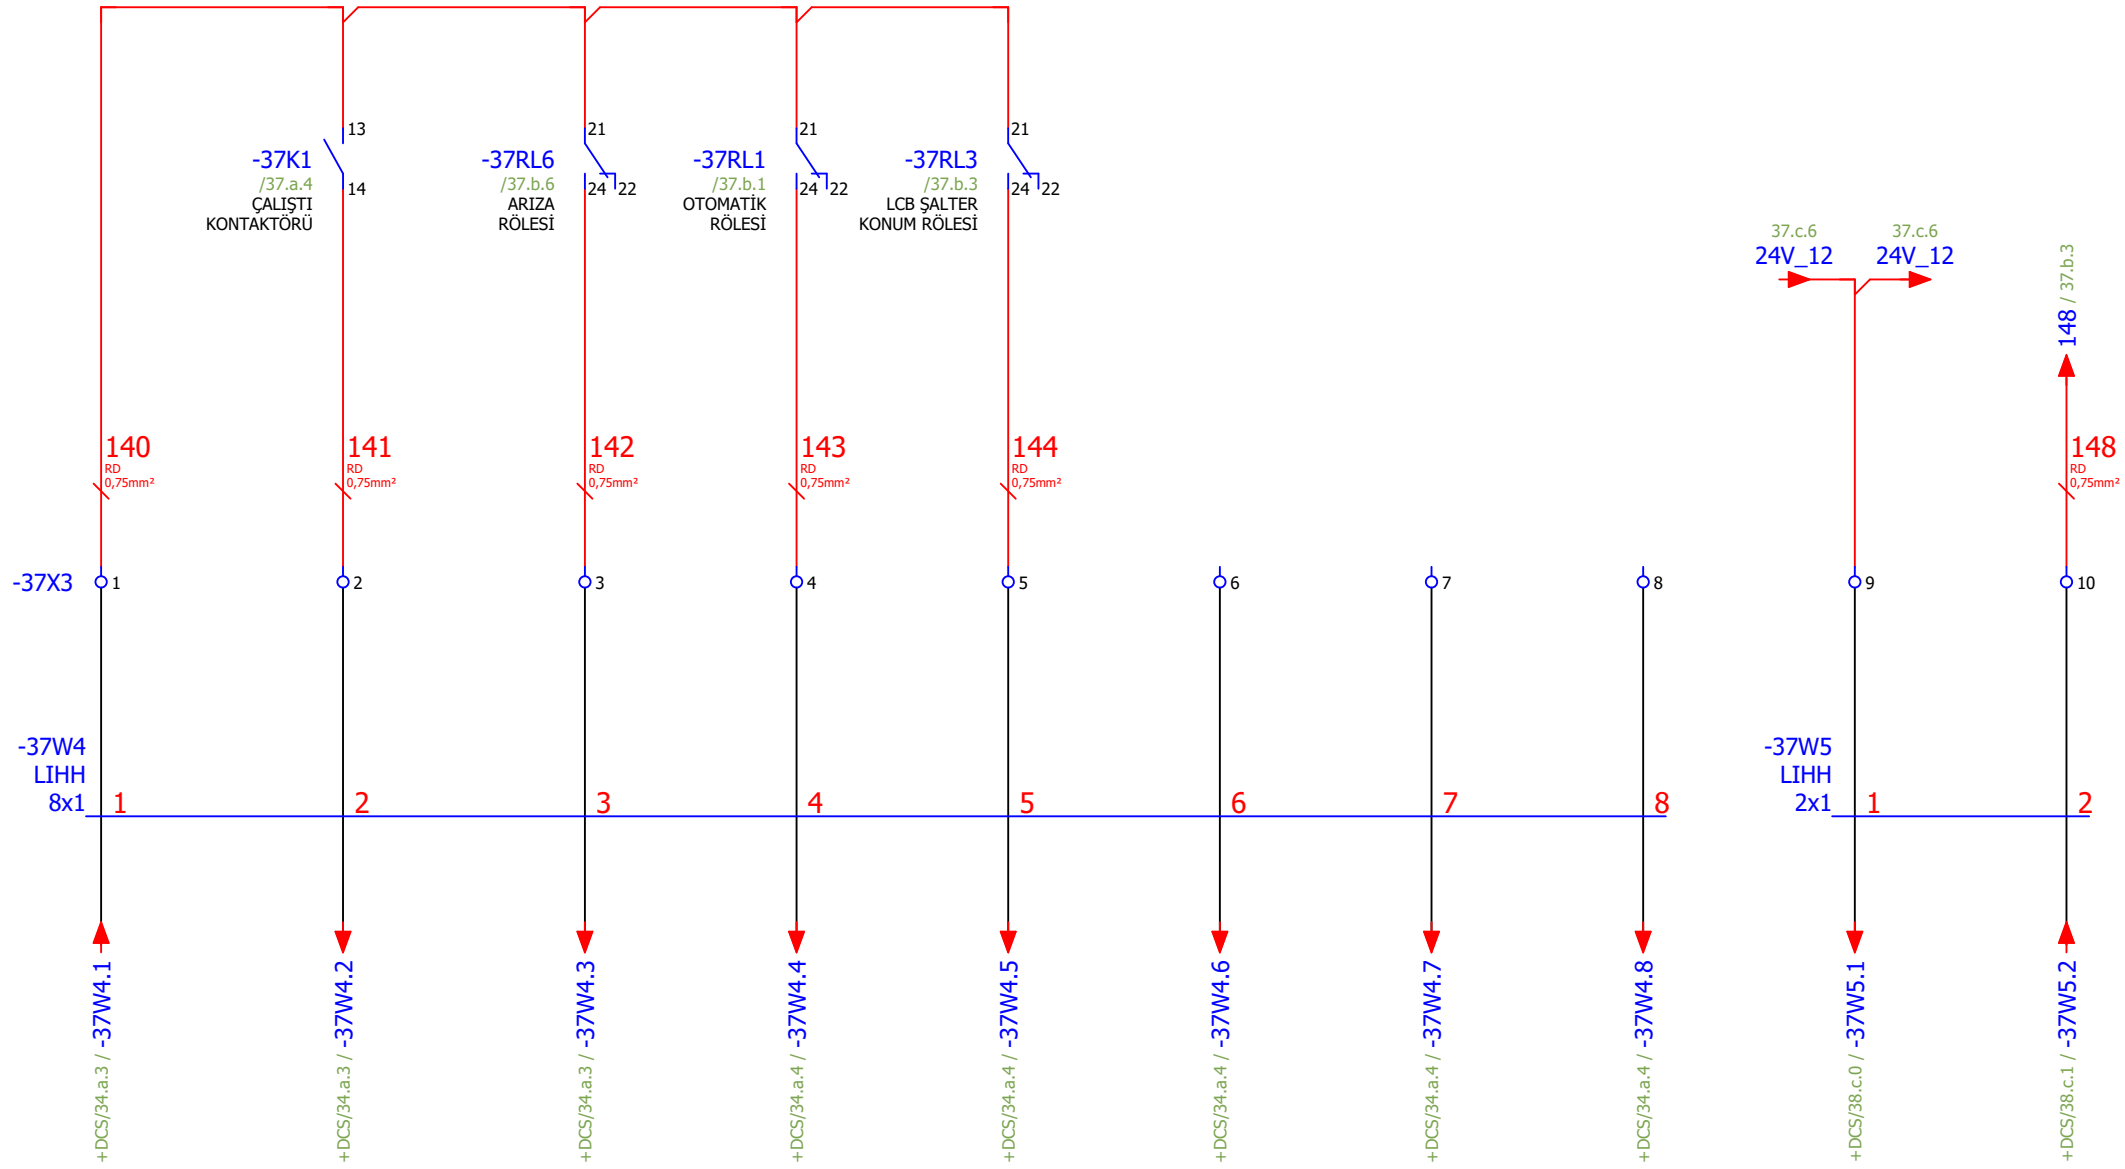 13
-37K1
/37.a.4
14
ÇALIŞTI
KONTAKTÖRÜ
21
-37RL6
/37.b.6
24 22
ARIZA
RÖLESİ
21
-37RL1
/37.b.1
24 22
OTOMATİK
RÖLESİ
21
-37RL3
/37.b.3
24 22
LCB ŞALTER
KONUM RÖLESİ
37.c.6
24V_12
37.c.6
24V_12
148 / 37.b.3
140
RD
0,75mm²
141
RD
0,75mm²
142
RD
0,75mm²
143
RD
0,75mm²
144
RD
0,75mm²
148
RD
0,75mm²
-37X3
1
2
3
4
5
6
7
8
9
10
-37W4
LIHH
8x1
1
2
3
4
5
6
7
8
-37W5
LIHH
2x1
1
2
+DCS/34.a.3 / -37W4.1
+DCS/34.a.3 / -37W4.2
+DCS/34.a.3 / -37W4.3
+DCS/34.a.4 / -37W4.4
+DCS/34.a.4 / -37W4.5
+DCS/34.a.4 / -37W4.6
+DCS/34.a.4 / -37W4.7
+DCS/34.a.4 / -37W4.8
+DCS/38.c.0 / -37W5.1
+DCS/38.c.1 / -37W5.2